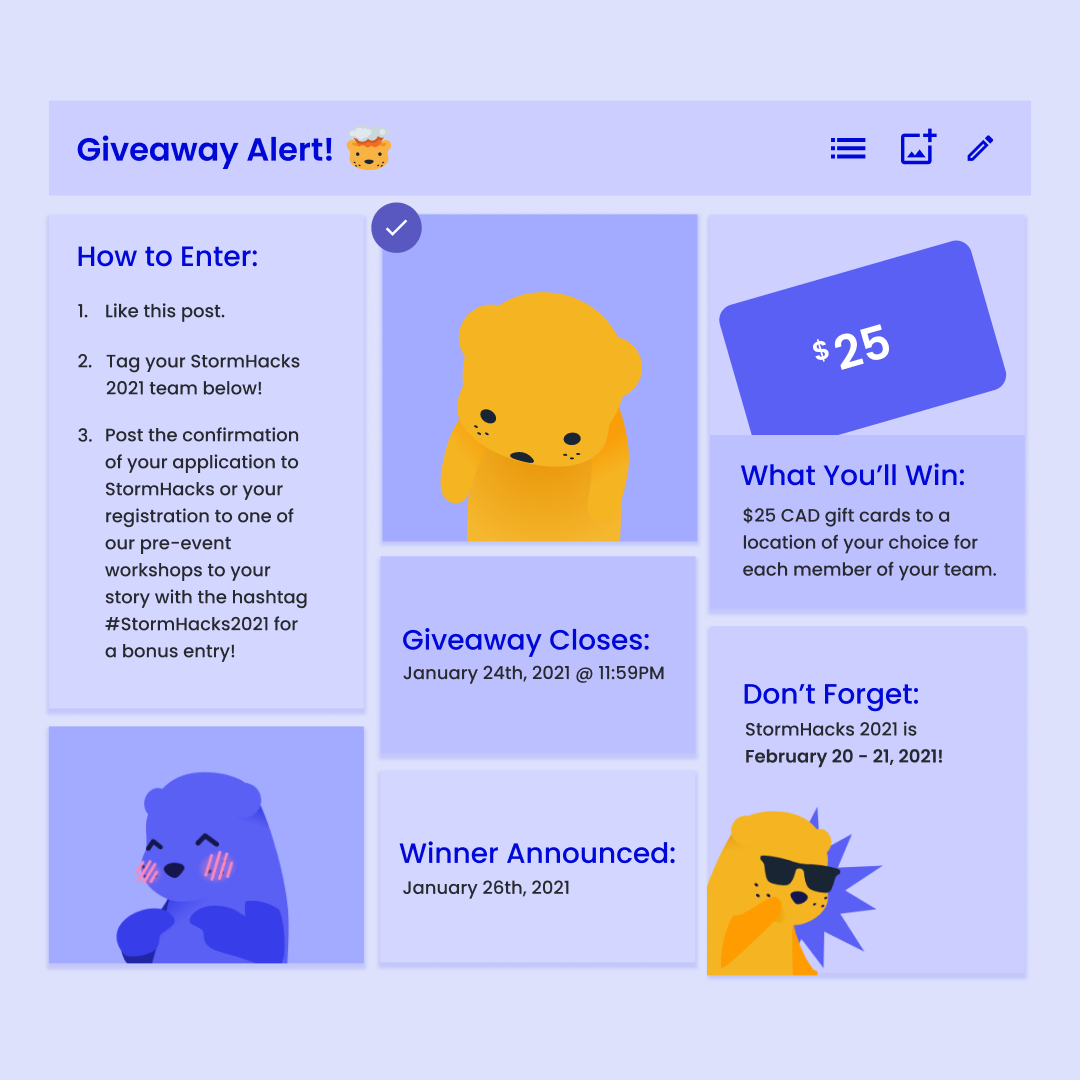 Giveaway Alert!
How to Enter:
1. Like this post.
2. Tag your StormHacks
2021 team below!
3. Post the confirmation
of your application to
StormHacks or your
registration to one of
our pre-event
workshops to your
story with the hashtag
#StormHacks2021 for
a bonus entry!
Giveaway Closes:
January 24th, 2021 @ 11:59PM
Winner Announced:
January 26th, 2021
$25
What You’ll Win:
$25 CAD gift cards to a
location of your choice for
each member of your team.
Don’t Forget:
StormHacks 2021 is
February 20 - 21, 2021!